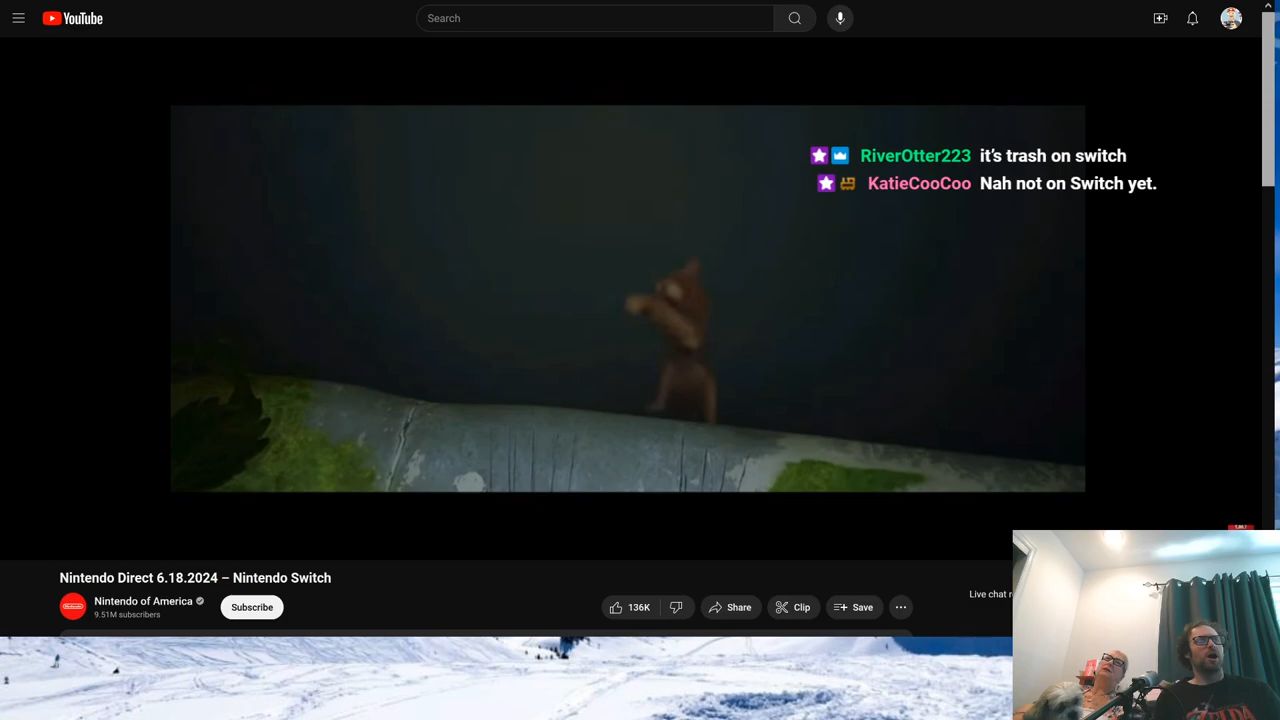 YouTube
Search
RiverOtter223 it's trash on switch
KatieCooCoo Nah not on Switch yet.
Nintendo Direct 6.18.2024 – Nintendo Switch
Nintendo of America
9.51M subscribers
Subscribe
136K
Share
Clip
Save
Live chat r
ZELDA